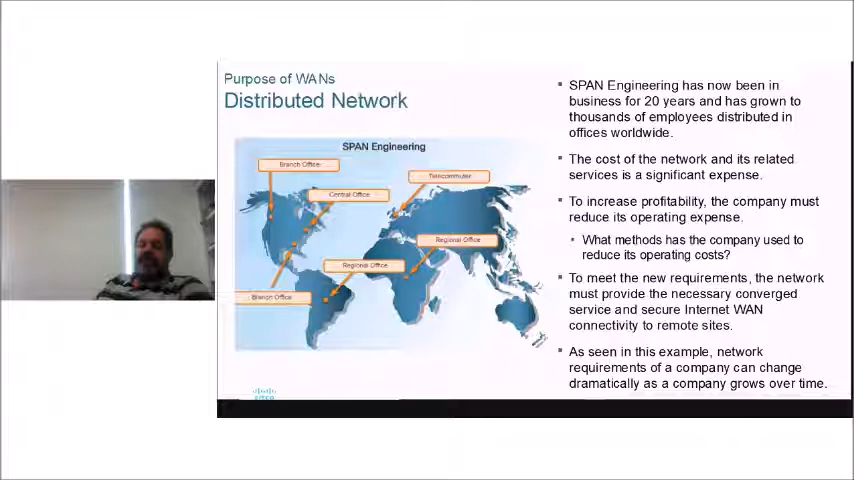 Purpose of WANs
Distributed Network
SPAN Engineering
Branch Office
Central Office
Telecommuter
Regional Office
Regional Office
Branch Office
▪ SPAN Engineering has now been in
business for 20 years and has grown to
thousands of employees distributed in
offices worldwide.
▪ The cost of the network and its related
services is a significant expense.
▪ To increase profitability, the company must
reduce its operating expense.
▪ What methods has the company used to
reduce its operating costs?
▪ To meet the new requirements, the network
must provide the necessary converged
service and secure Internet WAN
connectivity to remote sites.
▪ As seen in this example, network
requirements of a company can change
dramatically as a company grows over time.
cisco